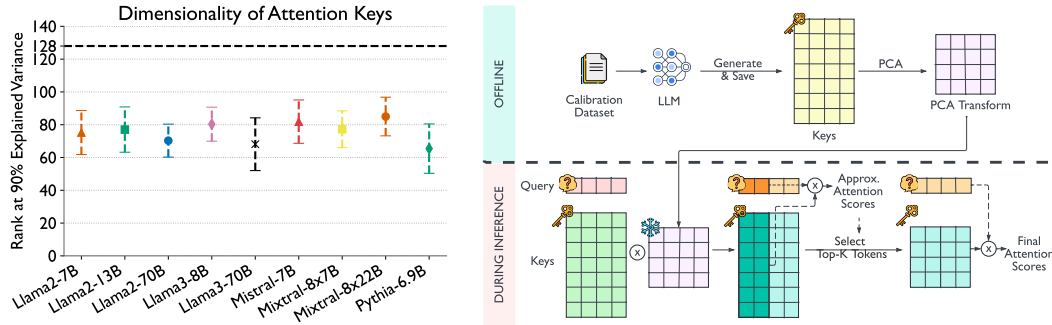 Dimensionality of Attention Keys
Rank at 90% Explained Variance
140
128
120
100
80
60
40
20
0
Llama2-7B
Llama2-13B
Llama2-70B
Llama3-8B
Llama3-70B
Mistral-7B
Mixtral-8x7B
Mixtral-8x22B
Pythia-6.9B
OFFLINE
Calibration
Dataset
LLM
Generate
& Save
Keys
PCA
PCA Transform
DURING INFERENCE
Query
?
Keys
x
?
x
Approx.
Attention
Scores
Select
Top-K Tokens
?
x
Final
Attention
Scores